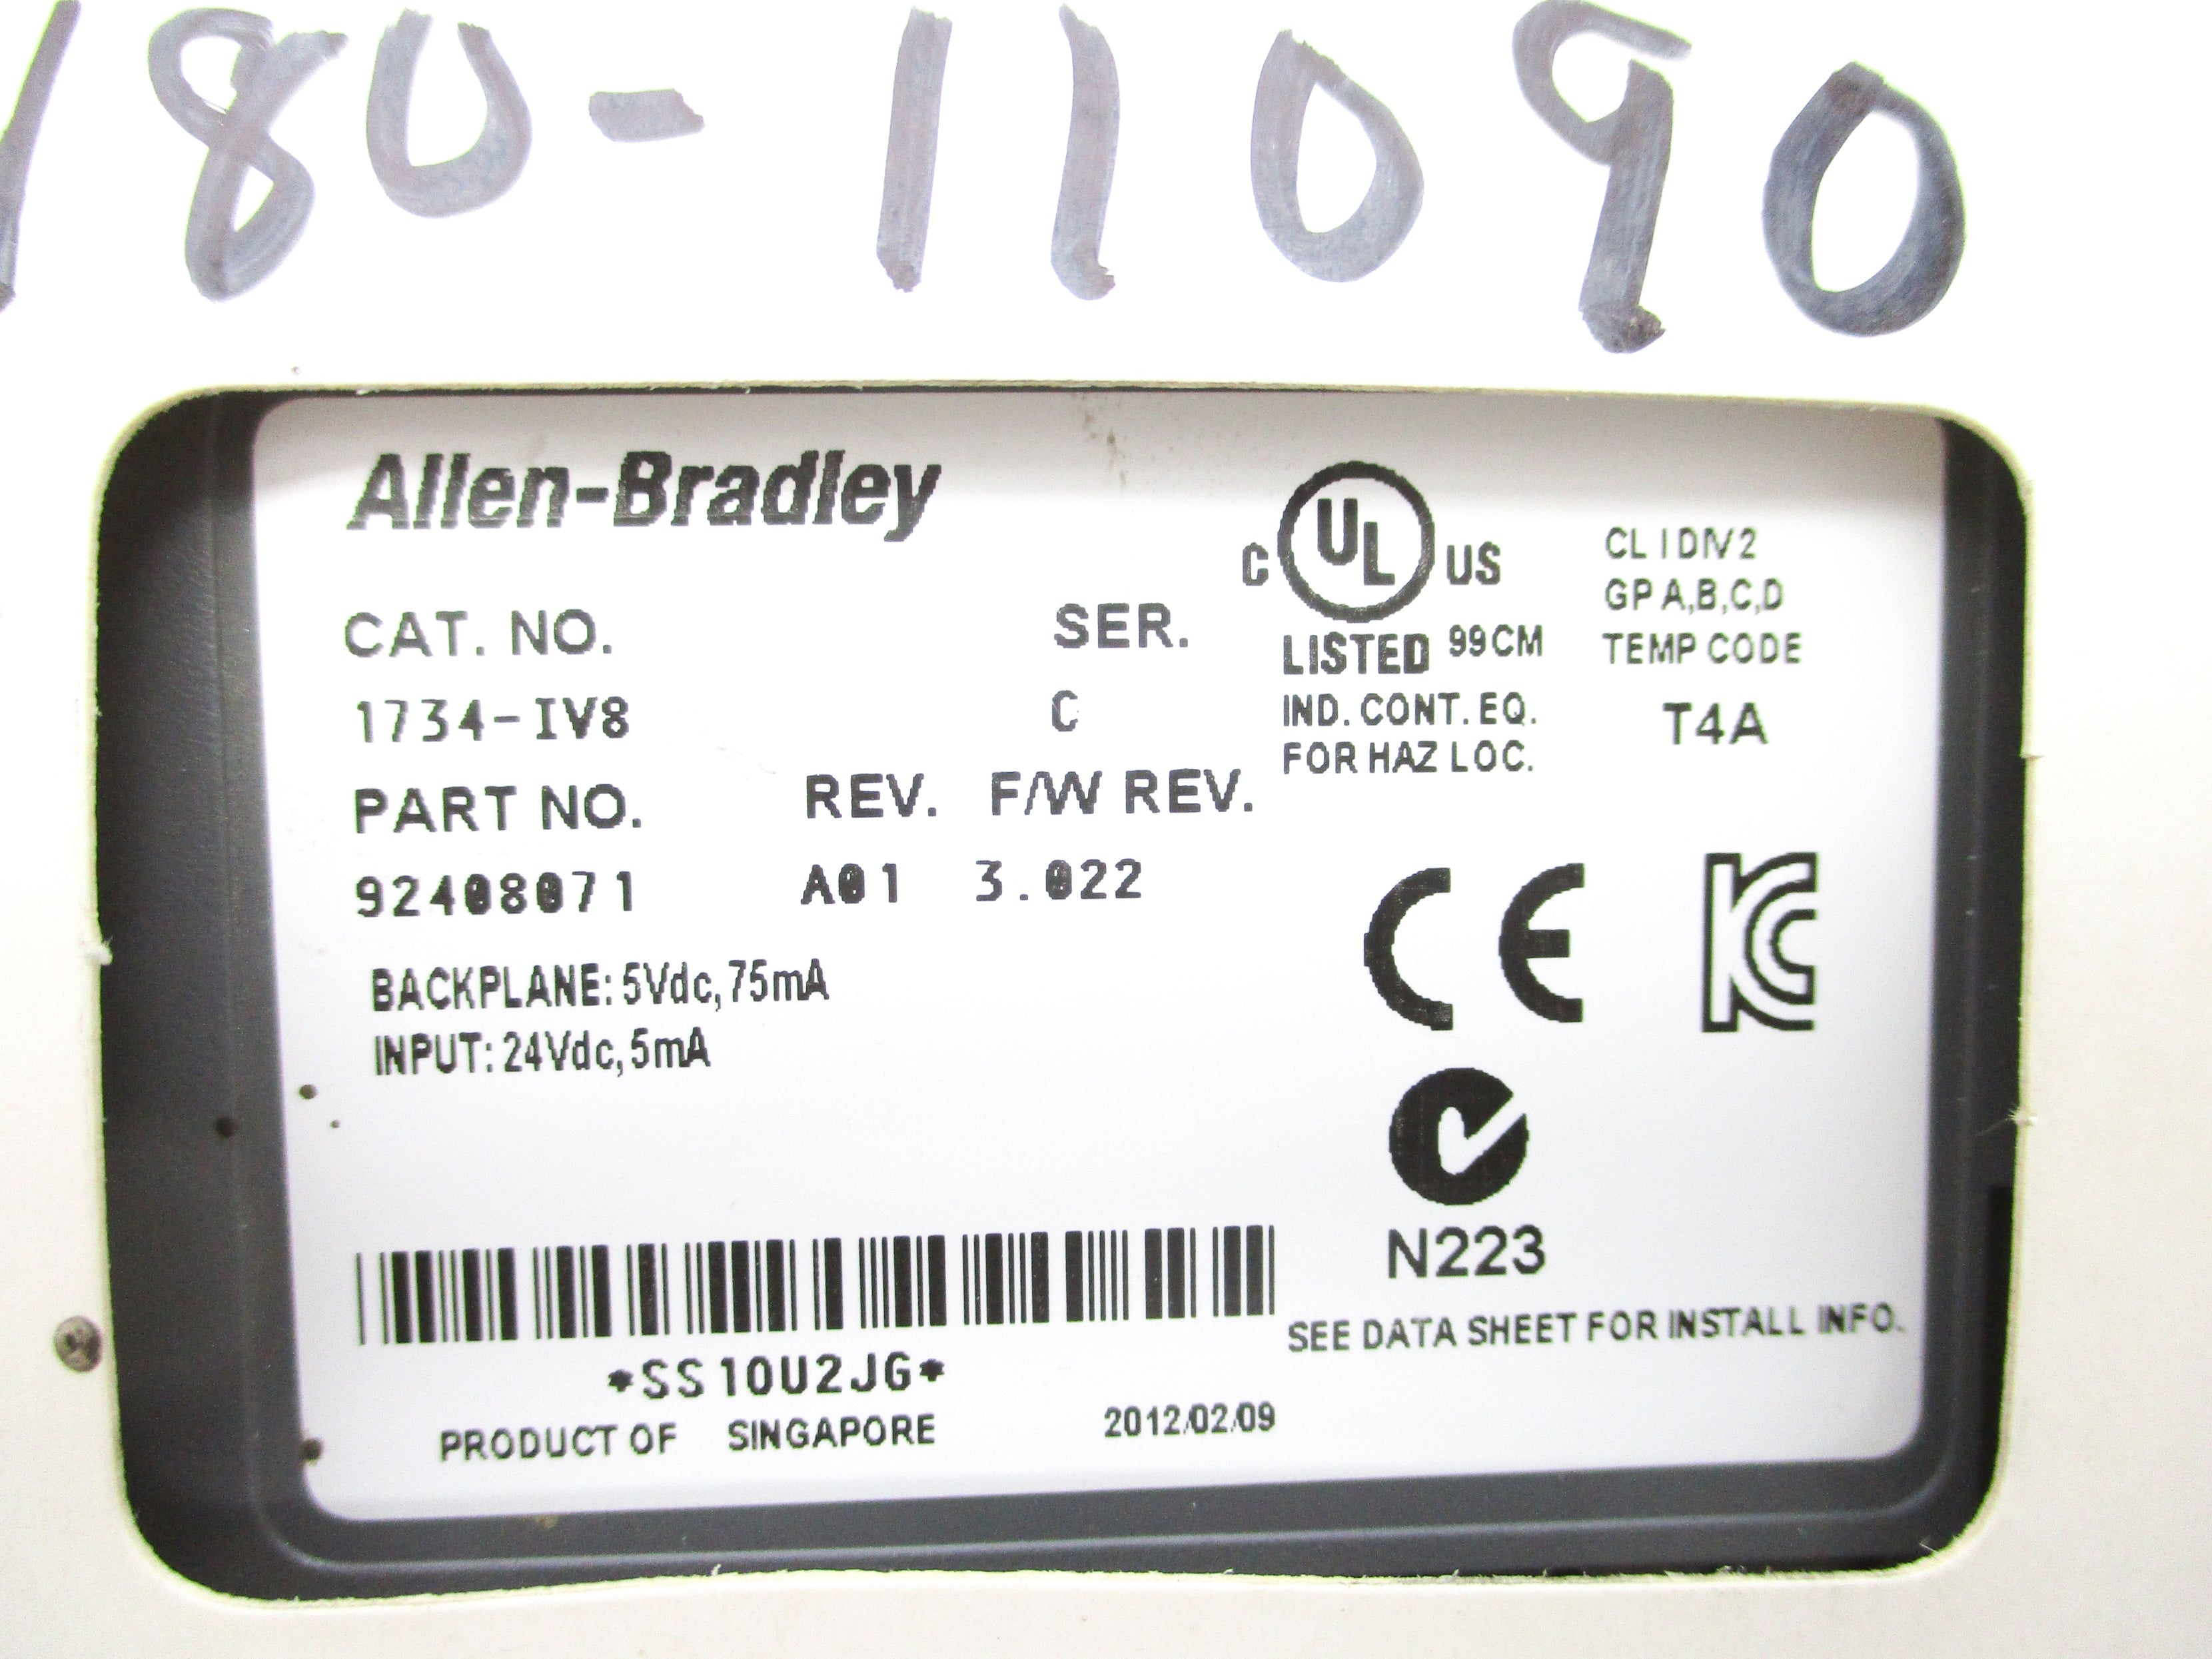 180-11090
Allen-Bradley
CAT. NO. SER.
1734-IV8 C
PART NO. REV. F/W REV.
92408071 A01 3.022
BACKPLANE: 5Vdc, 75mA
INPUT: 24Vdc, 5mA
C UL US
LISTED 99CM
IND. CONT. EQ.
FOR HAZ LOC.
CL I DIV 2
GP A,B,C,D
TEMP CODE
T4A
CE KC
N223
SEE DATA SHEET FOR INSTALL INFO.
*SS10U2JG*
PRODUCT OF SINGAPORE 2012/02/09